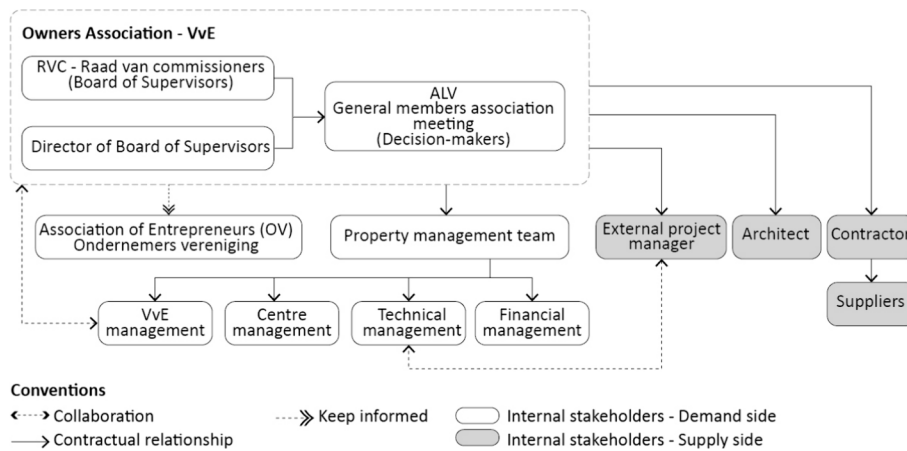 Owners Association - VvE
RVC - Raad van commissioners
(Board of Supervisors)
Director of Board of Supervisors
ALV
General members association
meeting
(Decision-makers)
Association of Entrepreneurs (OV)
Ondernemers vereniging
Property management team
External project
manager
Architect
Contractor
Suppliers
VvE
management
Centre
management
Technical
management
Financial
management
Conventions
Collaboration
Keep informed
Internal stakeholders - Demand side
Contractual relationship
Internal stakeholders - Supply side